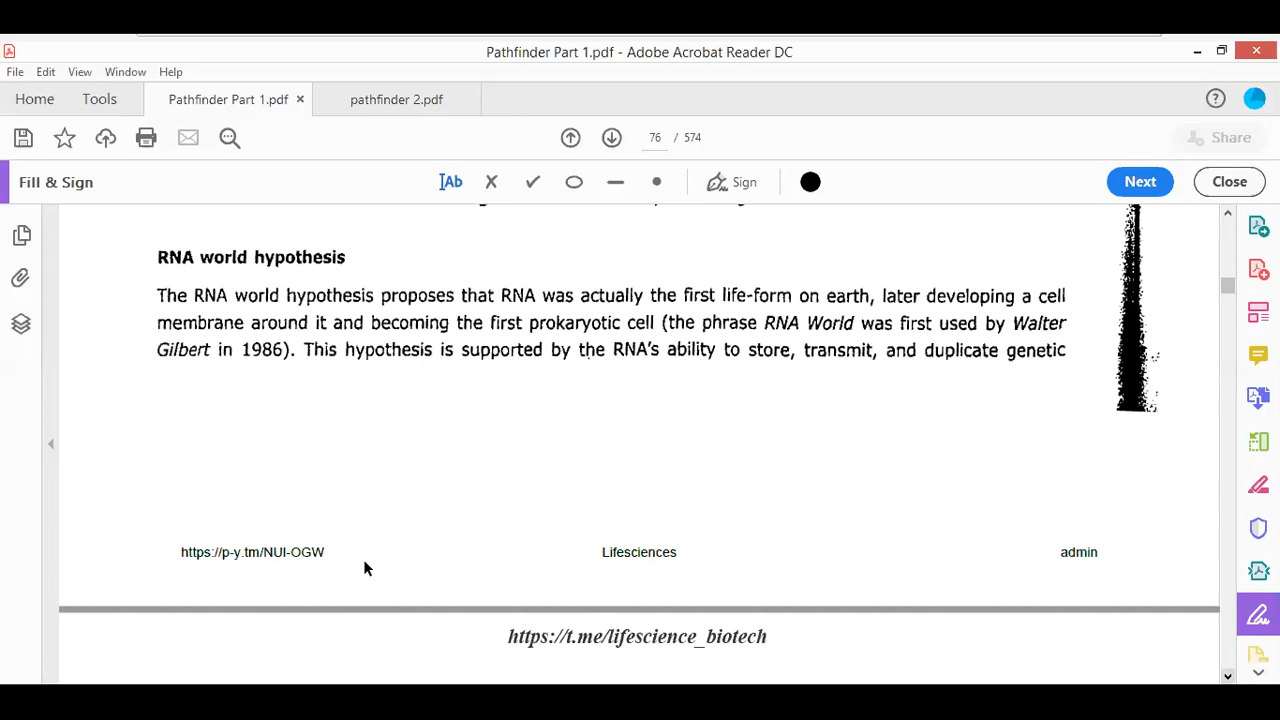 Pathfinder Part 1.pdf - Adobe Acrobat Reader DC
File Edit View Window Help
Home Tools Pathfinder Part 1.pdf × pathfinder 2.pdf
76 / 574 Share
Fill & Sign Ab Sign Next Close
RNA world hypothesis
The RNA world hypothesis proposes that RNA was actually the first life-form on earth, later developing a cell
membrane around it and becoming the first prokaryotic cell (the phrase RNA World was first used by Walter
Gilbert in 1986). This hypothesis is supported by the RNA's ability to store, transmit, and duplicate genetic
https://p-y.tm/NUI-OGW Lifesciences admin
https://t.me/lifescience_biotech